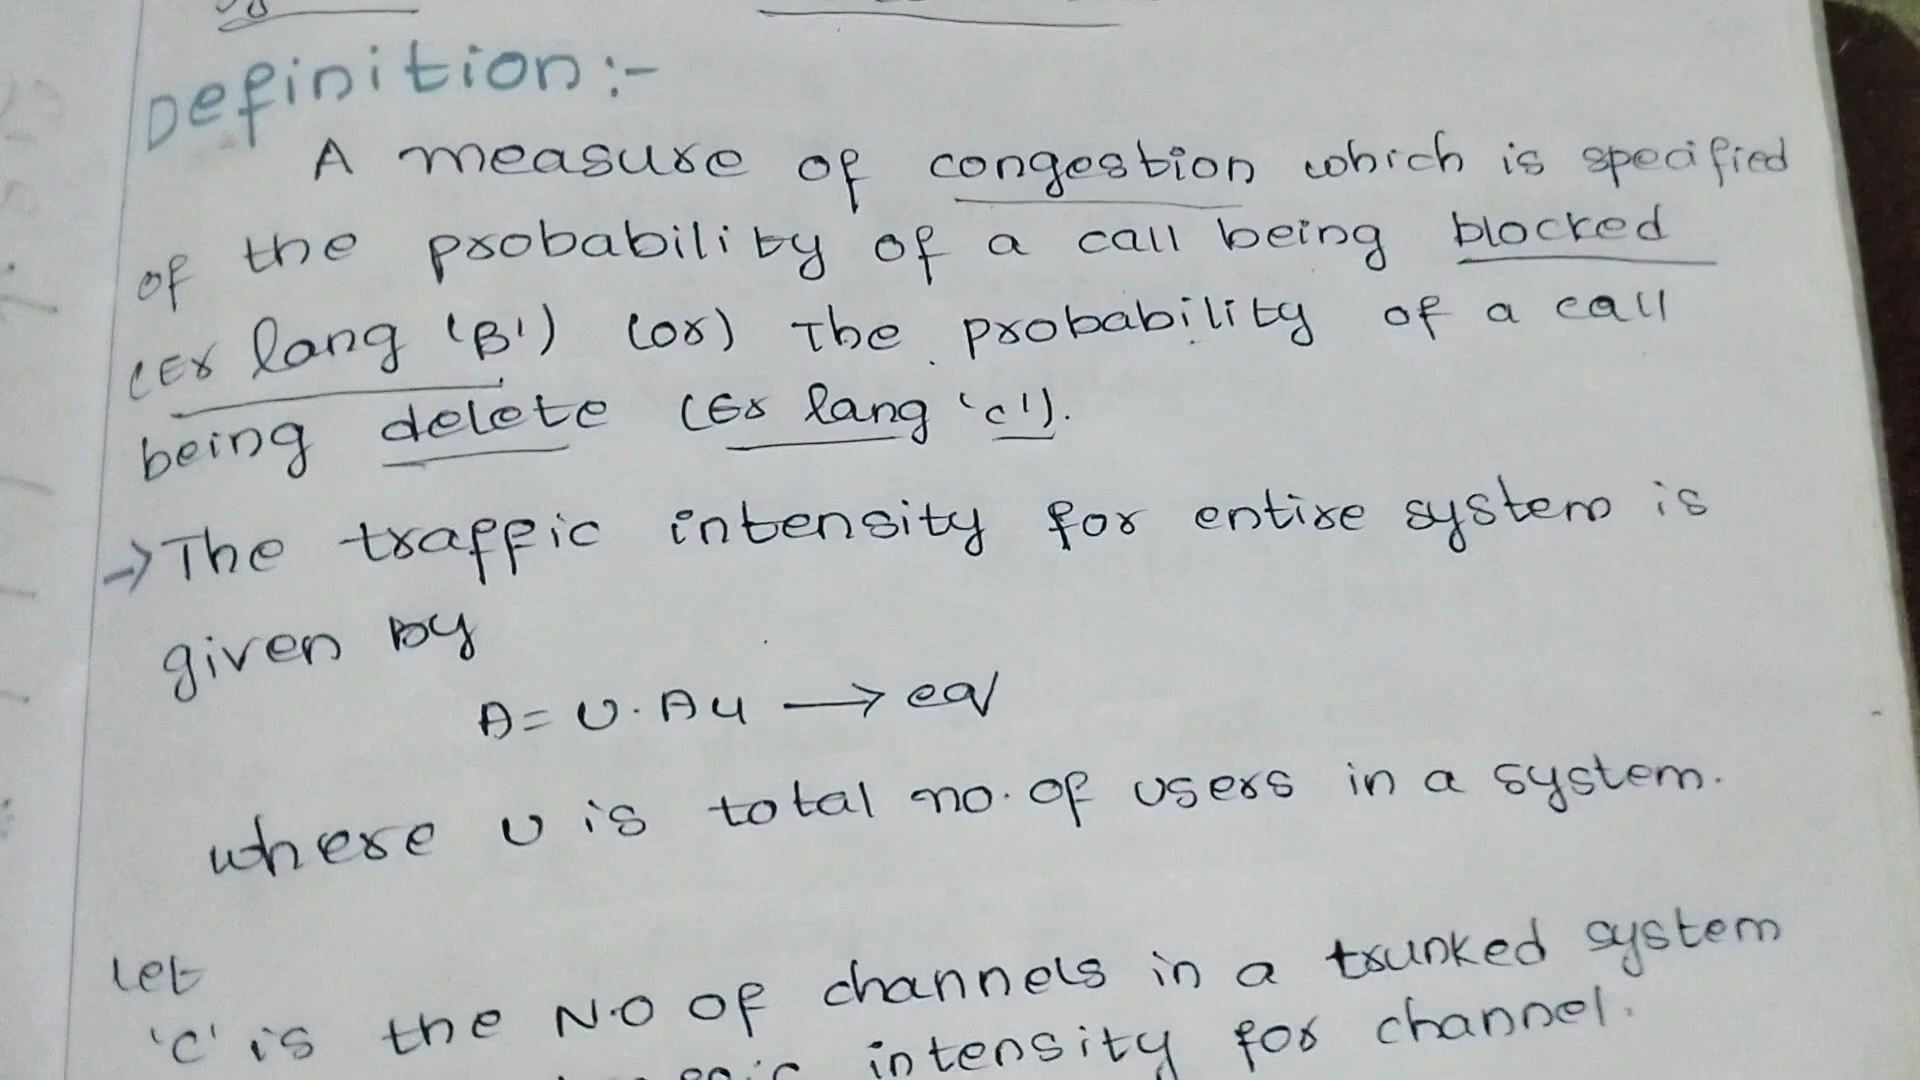 Definition:-
A measure of congestion which is specified
of the probability of a call being blocked
(Er lang 'B') (or) The probability of a call
being delete (Er lang 'c').
→ The traffic intensity for entire system is
given by
A = U. Au → eq
where U is total no. of users in a system.
Let
'C' is the NO OF channels in a trunked system
intensity for channel.